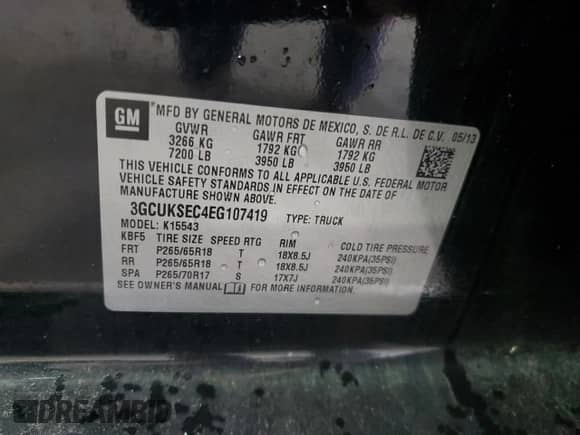 GM MFD BY GENERAL MOTORS DE MEXICO, S. DE R.L. DE C.V. 05/13
GVWR GAWR FRT GAWR RR
3266 KG 1792 KG 1792 KG
7200 LB 3950 LB 3950 LB
THIS VEHICLE CONFORMS TO ALL APPLICABLE U.S. FEDERAL MOTOR
VEHICLE SAFETY STANDARDS IN EFFECT ON THE DATE OF
MANUFACTURE SHOWN ABOVE.
3GCUKSEC4EG107419 TYPE: TRUCK
MODEL: K15543
KBF5 TIRE SIZE SPEED RTG RIM COLD TIRE PRESSURE
FRT P265/65R18 T 18X8.5J 240KPA(35PSI)
RR P265/65R18 T 18X8.5J 240KPA(35PSI)
SPA P265/70R17 S 17X7J 240KPA(35PSI)
SEE OWNER'S MANUAL FOR MORE INFORMATION.
DREAMBID